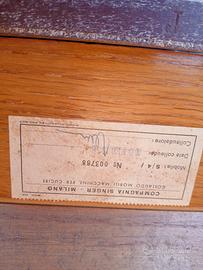 COMPAGNIA SINGER - MILANO
COLLAUDO MOBILI MACCHINE PER CUCIRE
№ 003788
Mobile: S/4/
Data collaudo:
Collaudatore: